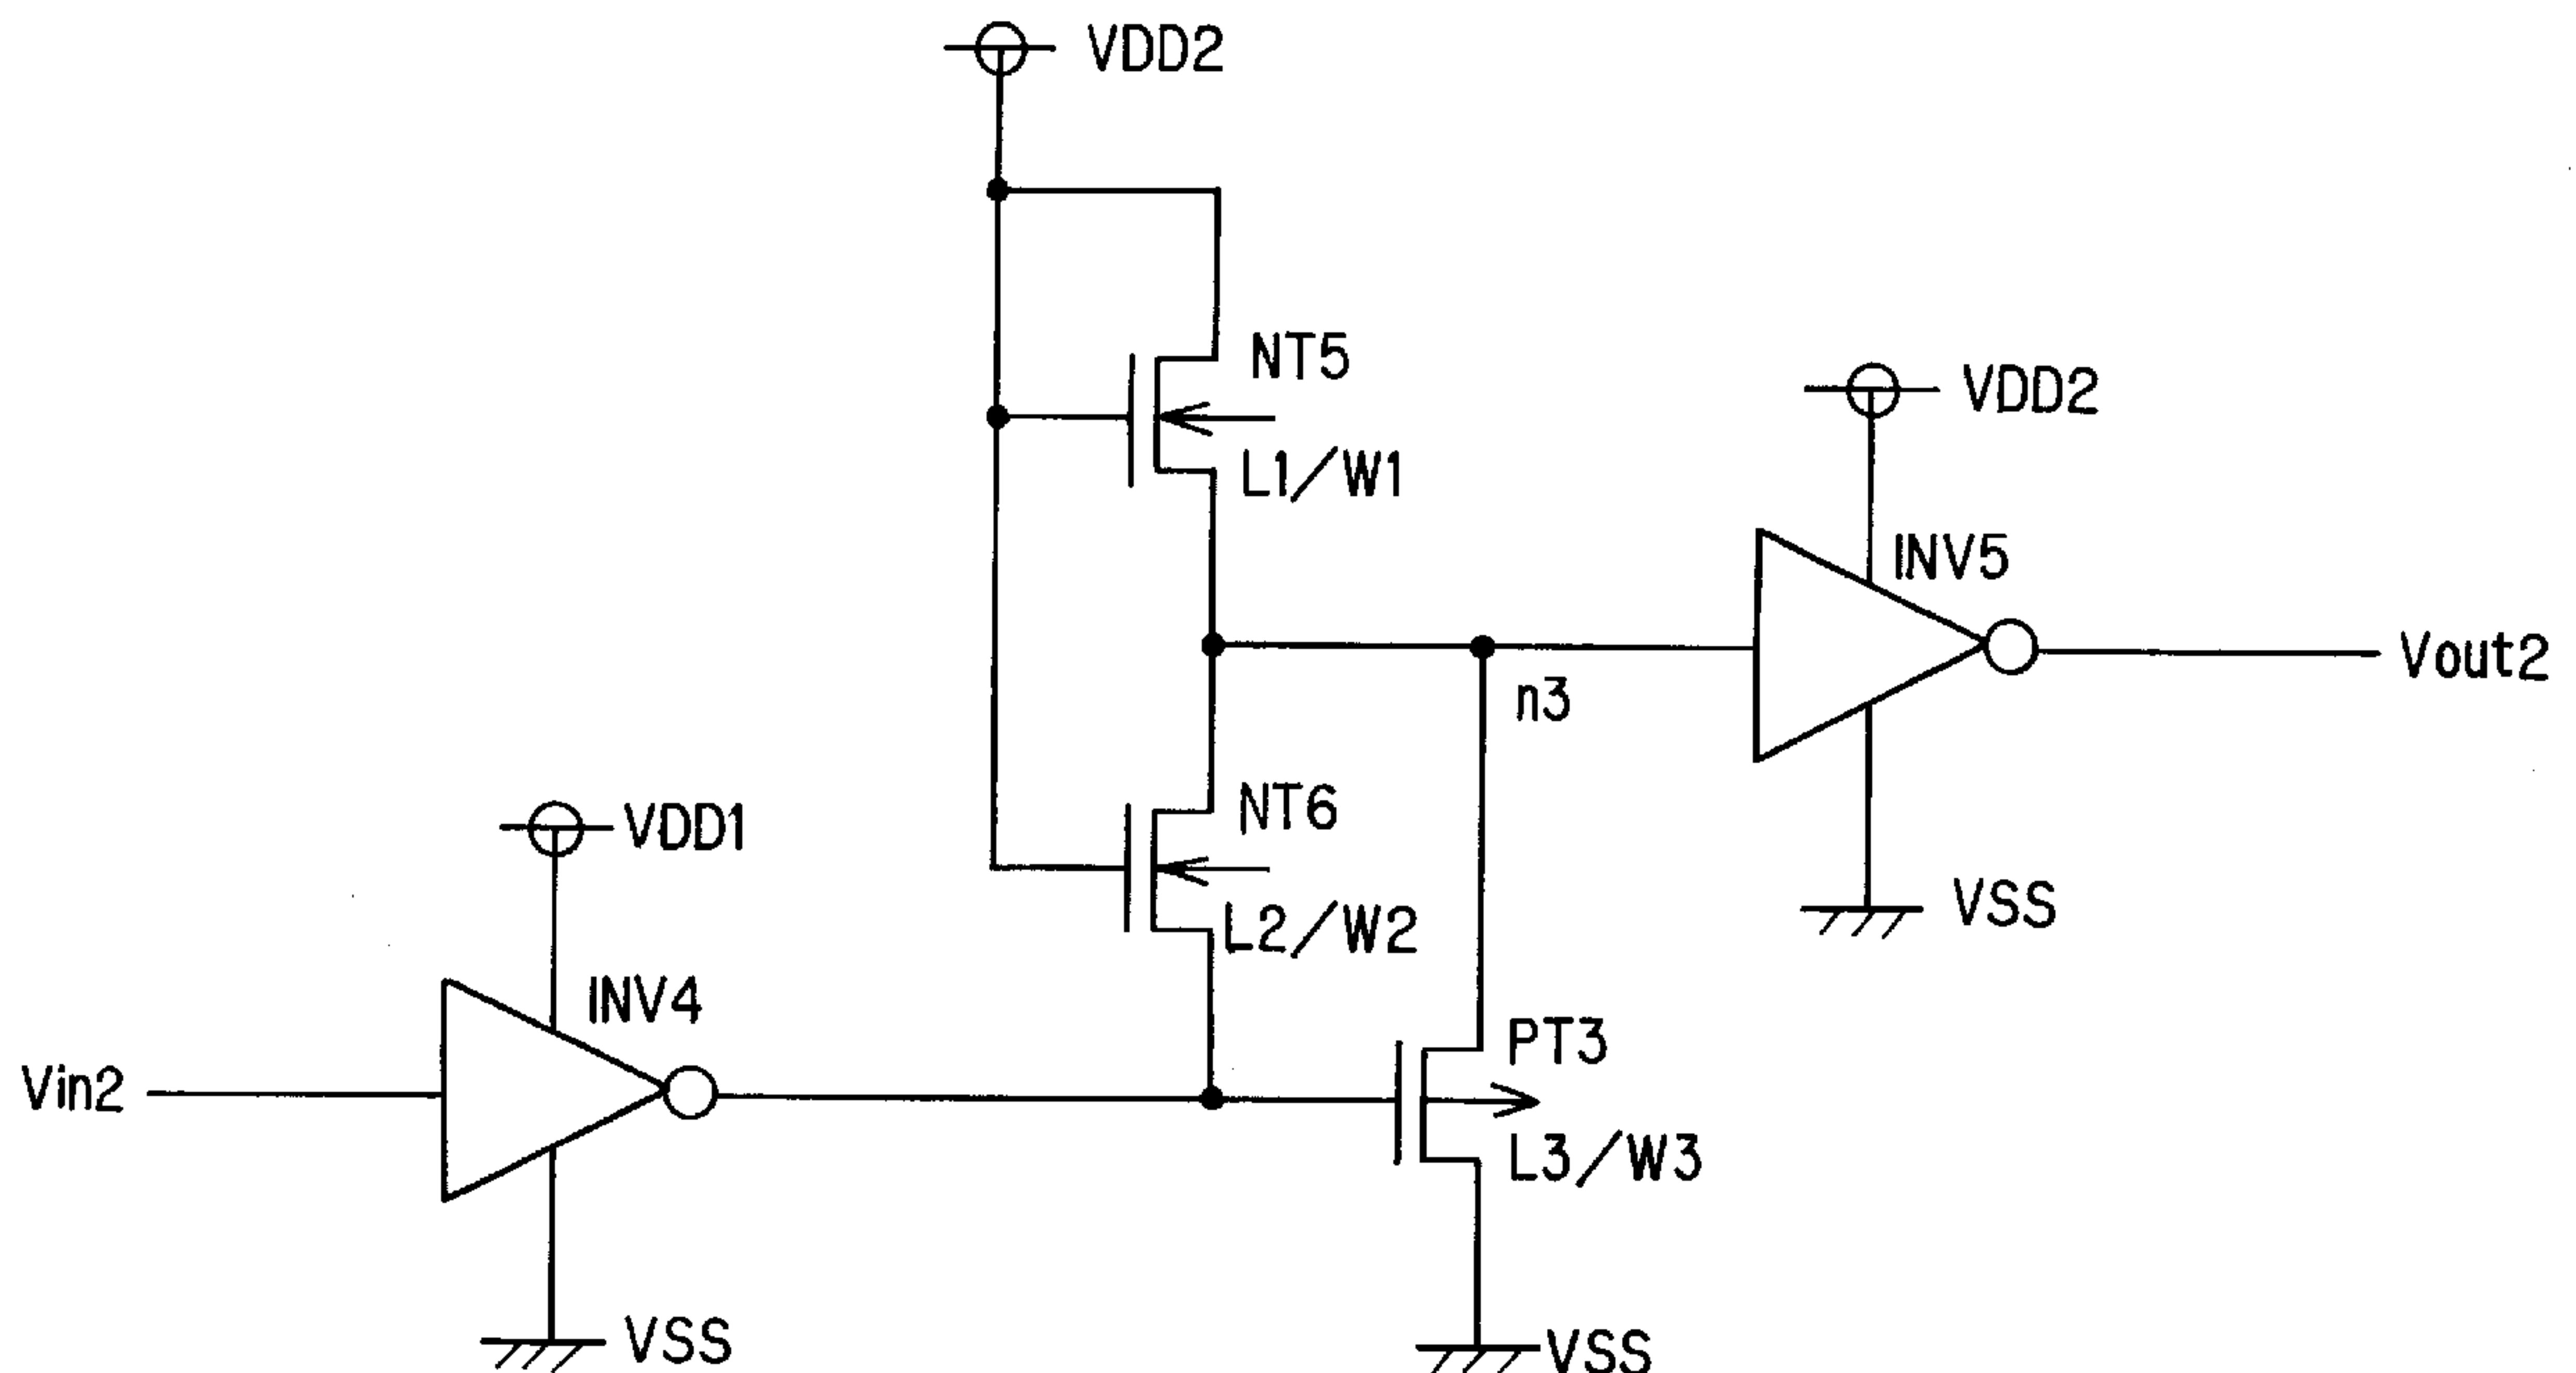 VDD2
NT5
L1/W1
VDD2
INV5
Vout2
n3
NT6
L2/W2
VDD1
INV4
VSS
Vin2
PT3
L3/W3
VSS
VSS